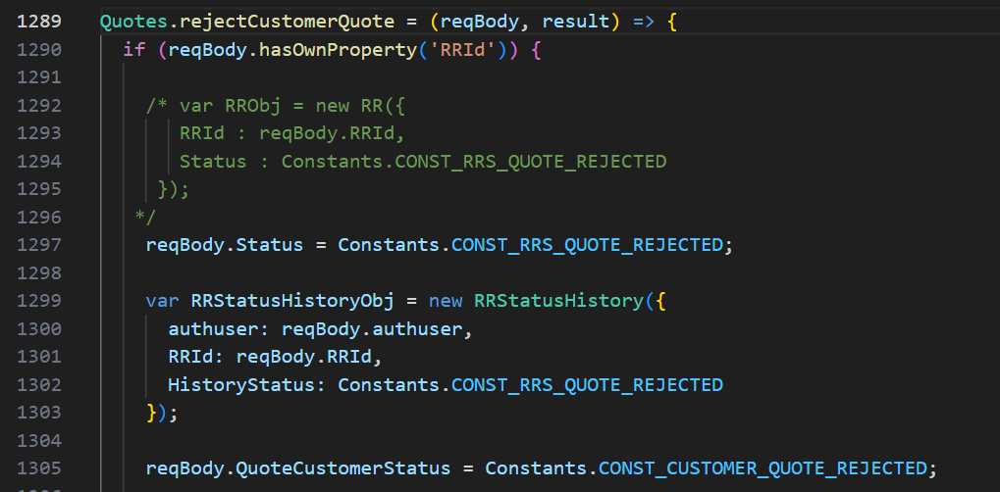 1289 Quotes.rejectCustomerQuote = (reqBody, result) => {
1290   if (reqBody.hasOwnProperty('RRId')) {
1291
1292     /* var RRObj = new RR({
1293        RRId : reqBody.RRId,
1294        Status : Constants.CONST_RRS_QUOTE_REJECTED
1295      });
1296    */
1297     reqBody.Status = Constants.CONST_RRS_QUOTE_REJECTED;
1298
1299     var RRStatusHistoryObj = new RRStatusHistory({
1300       authuser: reqBody.authuser,
1301       RRId: reqBody.RRId,
1302       HistoryStatus: Constants.CONST_RRS_QUOTE_REJECTED
1303     });
1304
1305     reqBody.QuoteCustomerStatus = Constants.CONST_CUSTOMER_QUOTE_REJECTED;